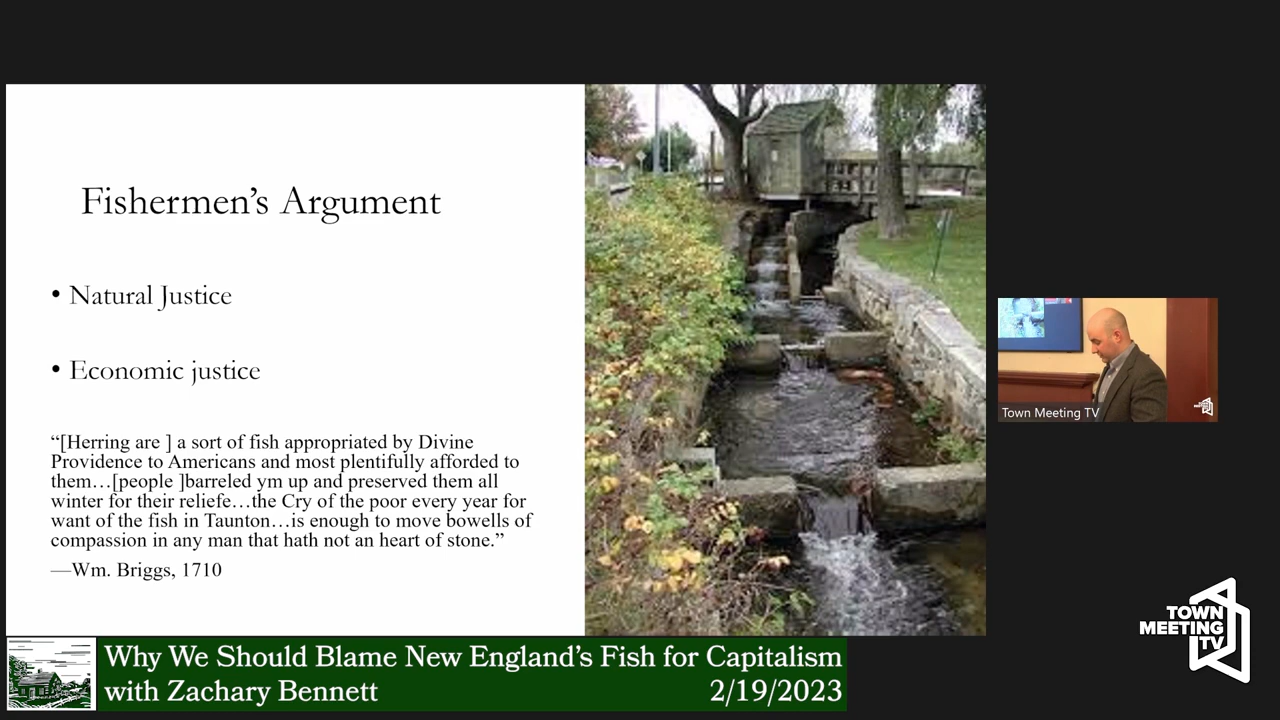 Fishermen’s Argument
• Natural Justice
• Economic justice
“[Herring are ] a sort of fish appropriated by Divine
Providence to Americans and most plentifully afforded to
them…[people ]barreled ym up and preserved them all
winter for their reliefe…the Cry of the poor every year for
want of the fish in Taunton…is enough to move bowells of
compassion in any man that hath not an heart of stone.”
—Wm. Briggs, 1710
Town Meeting TV
TOWN
MEETING
TV
Why We Should Blame New England’s Fish for Capitalism
with Zachary Bennett 2/19/2023